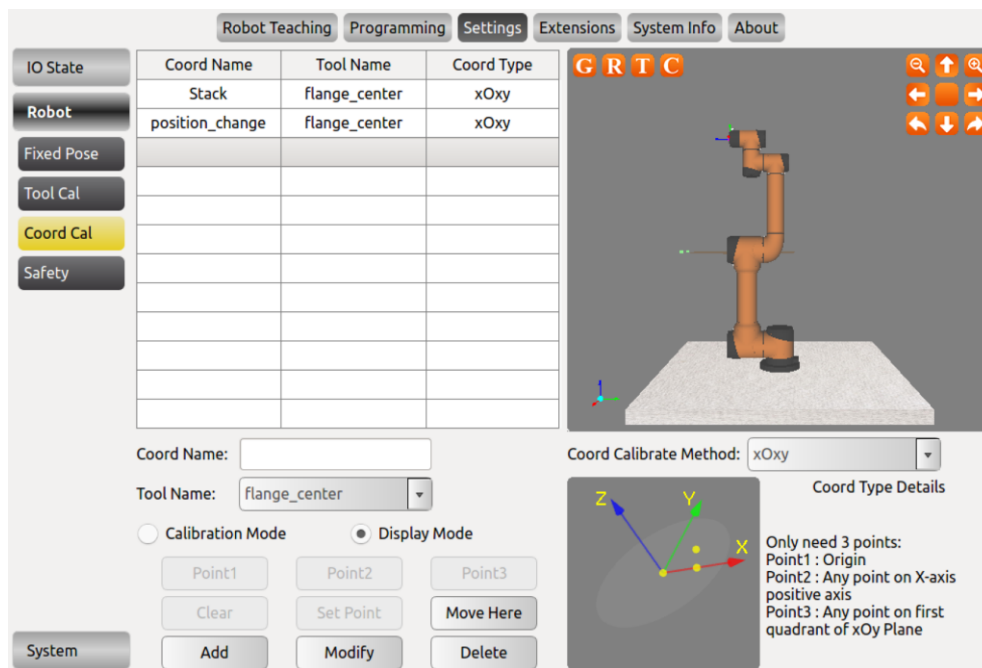 Robot Teaching Programming Settings Extensions System Info About
IO State
Robot
Fixed Pose
Tool Cal
Coord Cal
Safety
System
Coord Name Tool Name Coord Type
Stack flange_center xOxy
position_change flange_center xOxy
G R T C
Coord Name:
Tool Name: flange_center
Calibration Mode Display Mode
Point1 Point2 Point3
Clear Set Point Move Here
Add Modify Delete
Coord Calibrate Method: xOxy
Z Y X
Coord Type Details
Only need 3 points:
Point1 : Origin
Point2 : Any point on X-axis
positive axis
Point3 : Any point on first
quadrant of xOy Plane